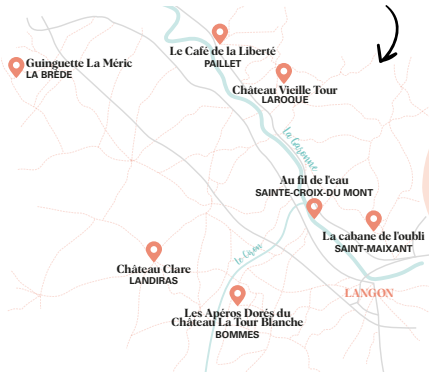 Le Café de la Liberté
PAILLET
Guinguette La Méric
LA BRÈDE
Château Vieille Tour
LAROQUE
la Garonne
Au fil de l'eau
SAINTE-CROIX-DU MONT
La cabane de l'oubli
SAINT-MAIXANT
le Ciron
Château Clare
LANDIRAS
LANGON
Les Apéros Dorés du
Château La Tour Blanche
BOMMES